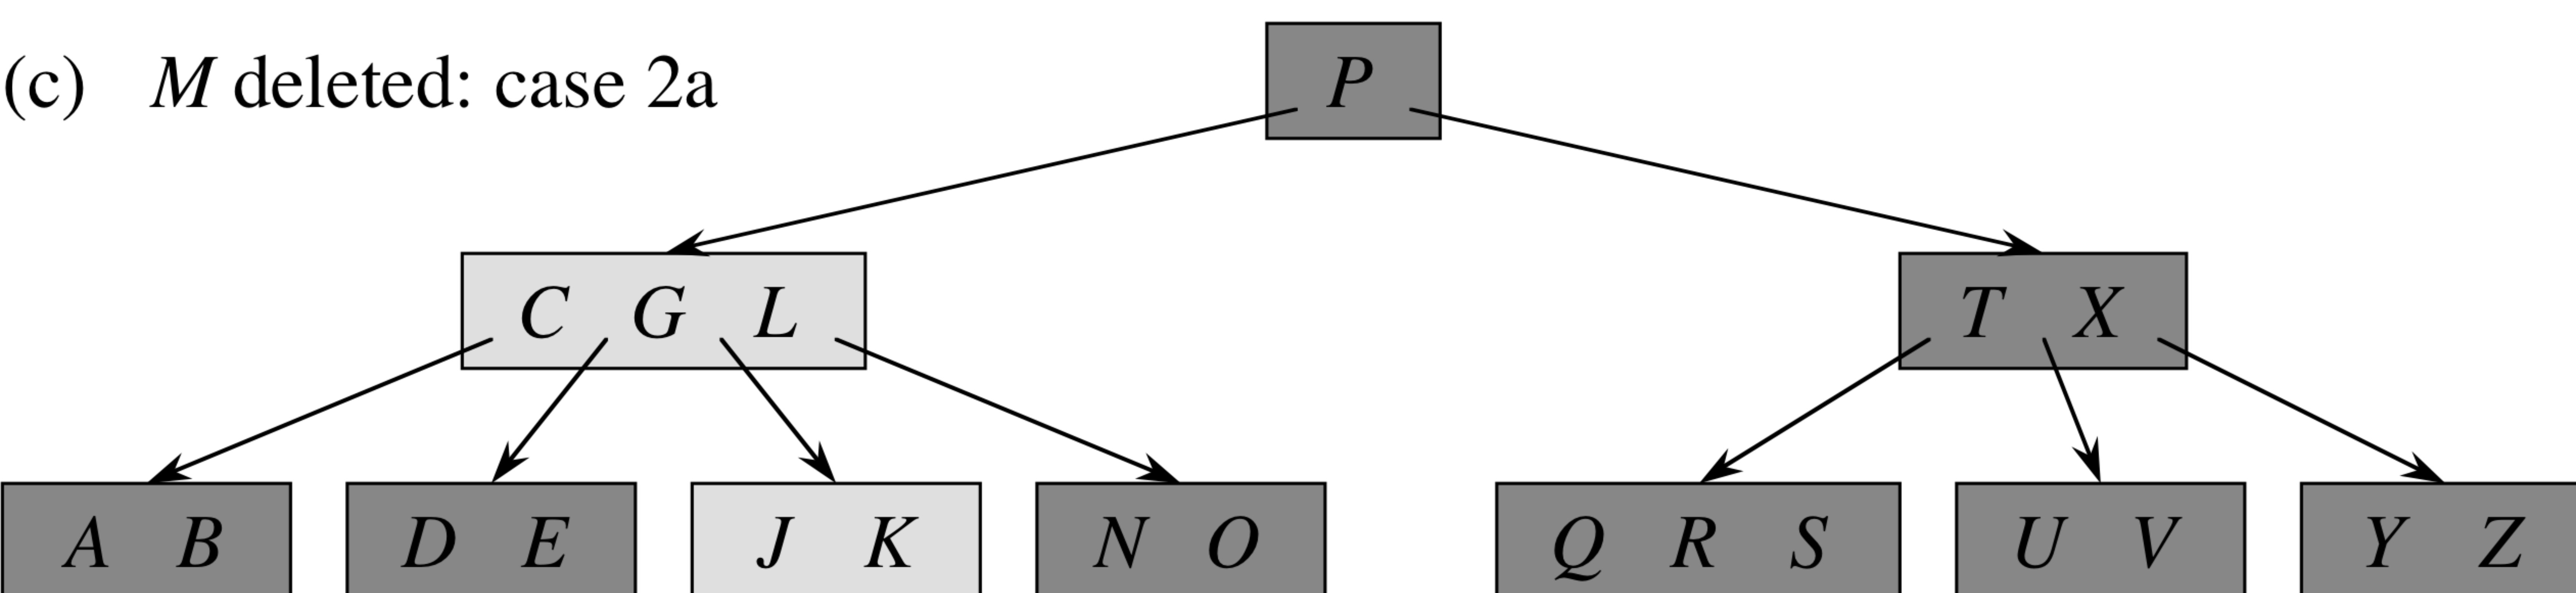 (c) M deleted: case 2a
P
C G L
T X
A B
D E
J K
N O
Q R S
U V
Y Z